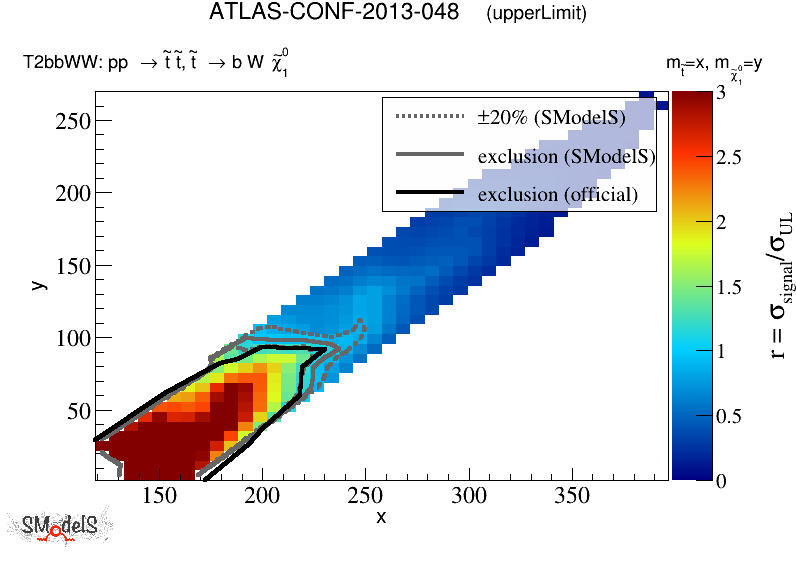 ATLAS-CONF-2013-048 (upperLimit)
T2bbWW: pp → t̃ t̃, t̃ → b W χ̃₁⁰
m_t̃=x, m_χ̃₁⁰=y
±20% (SModelS)
exclusion (SModelS)
exclusion (official)
250
200
150
100
50
y
150
200
250
300
350
x
3
2.5
2
1.5
1
0.5
0
r = σ_signal/σ_UL
SModelS